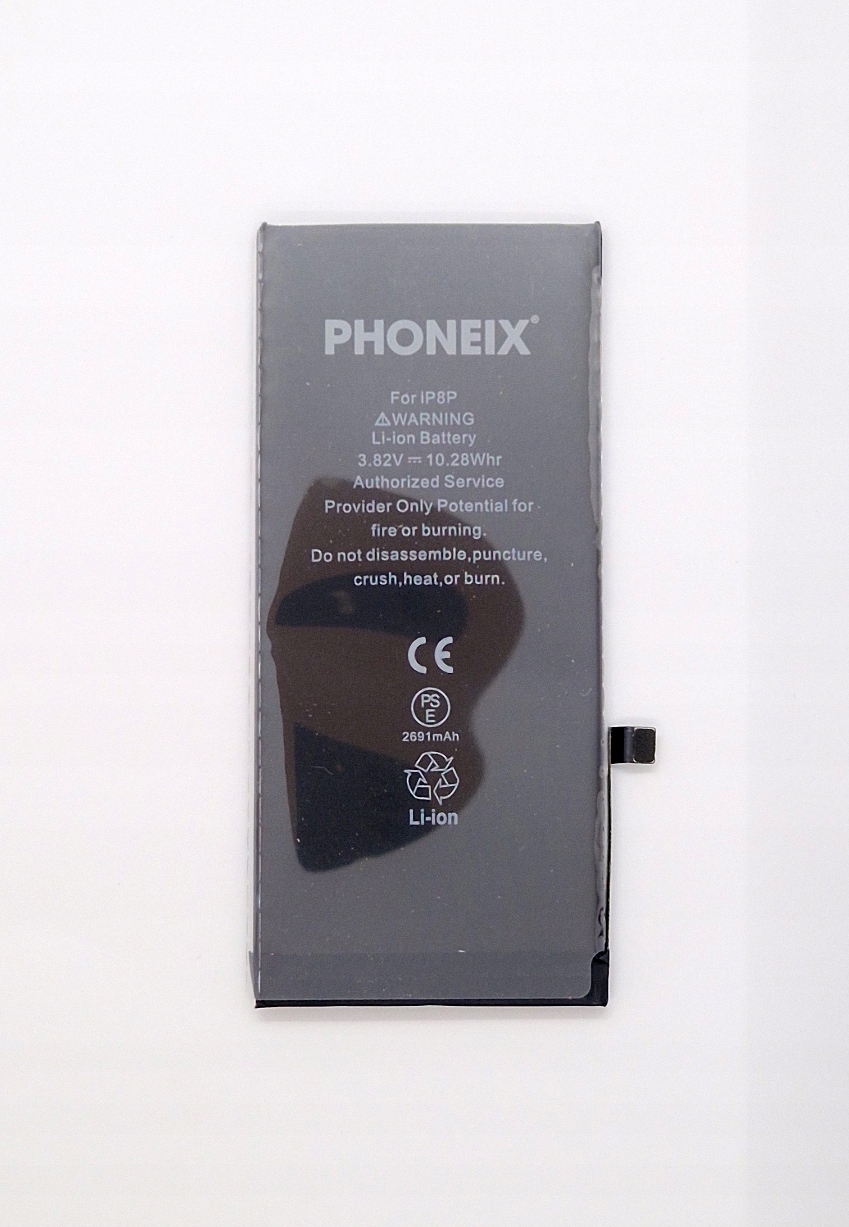 PHONEIX®
For iP8P
⚠WARNING
Li-ion Battery
3.82V ⎓ 10.28Whr
Authorized Service
Provider Only Potential for
fire or burning.
Do not disassemble,puncture,
crush,heat,or burn.
CE
PS
E
2691mAh
Li-ion